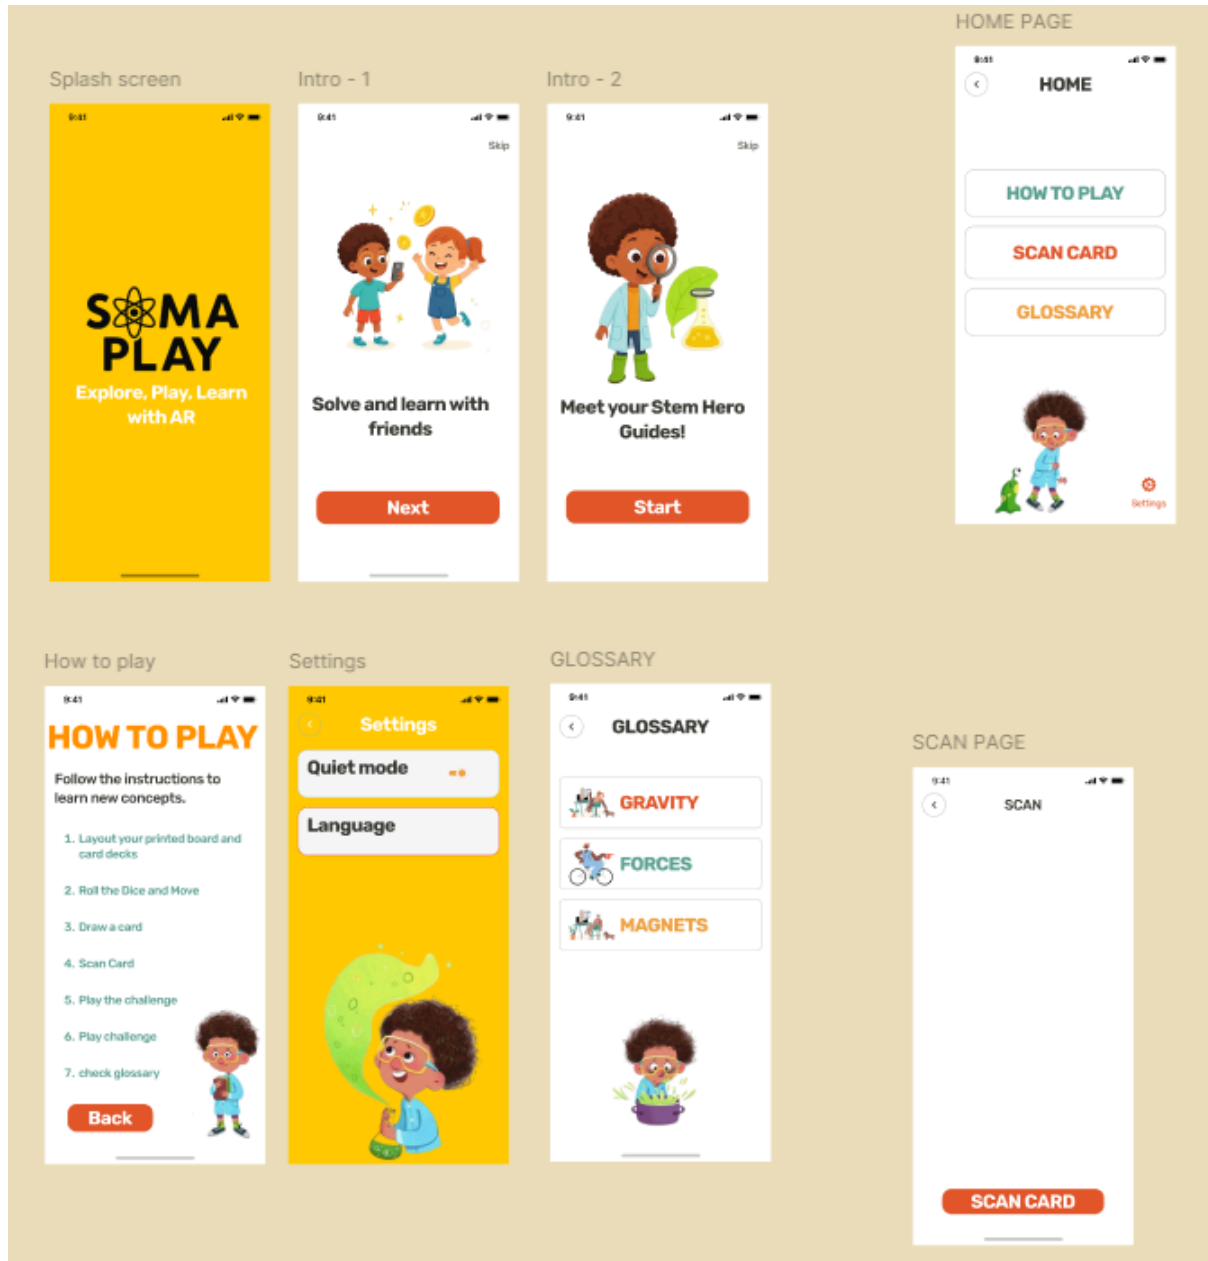 HOME PAGE
Splash screen
Intro - 1
Intro - 2
9:41
HOME
HOW TO PLAY
SCAN CARD
GLOSSARY
Settings
9:41
SOMA
PLAY
Explore, Play, Learn
with AR
9:41
Skip
Solve and learn with
friends
Next
9:41
Skip
Meet your Stem Hero
Guides!
Start
How to play
Settings
GLOSSARY
SCAN PAGE
9:41
HOW TO PLAY
Follow the instructions to
learn new concepts.
1. Layout your printed board and
card decks
2. Roll the Dice and Move
3. Draw a card
4. Scan Card
5. Play the challenge
6. Play challenge
7. check glossary
Back
9:41
Settings
Quiet mode
Language
9:41
GLOSSARY
GRAVITY
FORCES
MAGNETS
9:41
SCAN
SCAN CARD